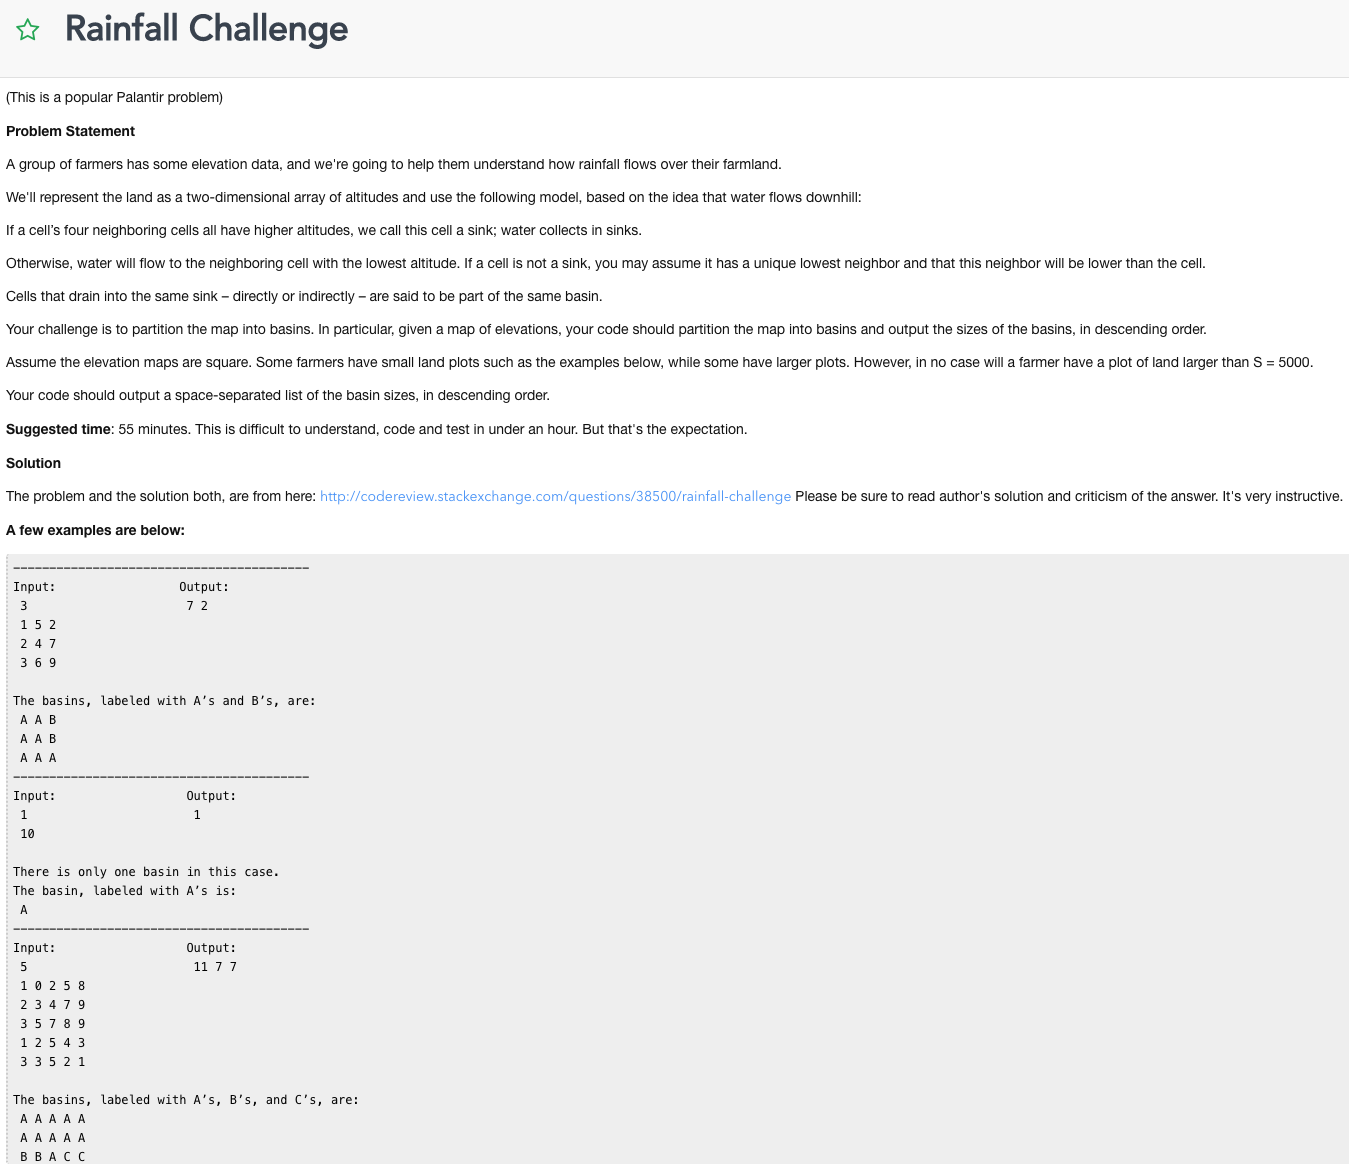 Rainfall Challenge
(This is a popular Palantir problem)
Problem Statement
A group of farmers has some elevation data, and we're going to help them understand how rainfall flows over their farmland.
We'll represent the land as a two-dimensional array of altitudes and use the following model, based on the idea that water flows downhill:
If a cell’s four neighboring cells all have higher altitudes, we call this cell a sink; water collects in sinks.
Otherwise, water will flow to the neighboring cell with the lowest altitude. If a cell is not a sink, you may assume it has a unique lowest neighbor and that this neighbor will be lower than the cell.
Cells that drain into the same sink – directly or indirectly – are said to be part of the same basin.
Your challenge is to partition the map into basins. In particular, given a map of elevations, your code should partition the map into basins and output the sizes of the basins, in descending order.
Assume the elevation maps are square. Some farmers have small land plots such as the examples below, while some have larger plots. However, in no case will a farmer have a plot of land larger than S = 5000.
Your code should output a space-separated list of the basin sizes, in descending order.
Suggested time: 55 minutes. This is difficult to understand, code and test in under an hour. But that's the expectation.
Solution
The problem and the solution both, are from here: http://codereview.stackexchange.com/questions/38500/rainfall-challenge Please be sure to read author's solution and criticism of the answer. It's very instructive.
A few examples are below:
-----------------------------------------
Input:                 Output:
 3                      7 2
 1 5 2
 2 4 7
 3 6 9
The basins, labeled with A’s and B’s, are:
 A A B
 A A B
 A A A
-----------------------------------------
Input:                  Output:
 1                       1
 10
There is only one basin in this case.
The basin, labeled with A’s is:
 A
-----------------------------------------
Input:                  Output:
 5                       11 7 7
 1 0 2 5 8
 2 3 4 7 9
 3 5 7 8 9
 1 2 5 4 3
 3 3 5 2 1
The basins, labeled with A’s, B’s, and C’s, are:
 A A A A A
 A A A A A
 B B A C C